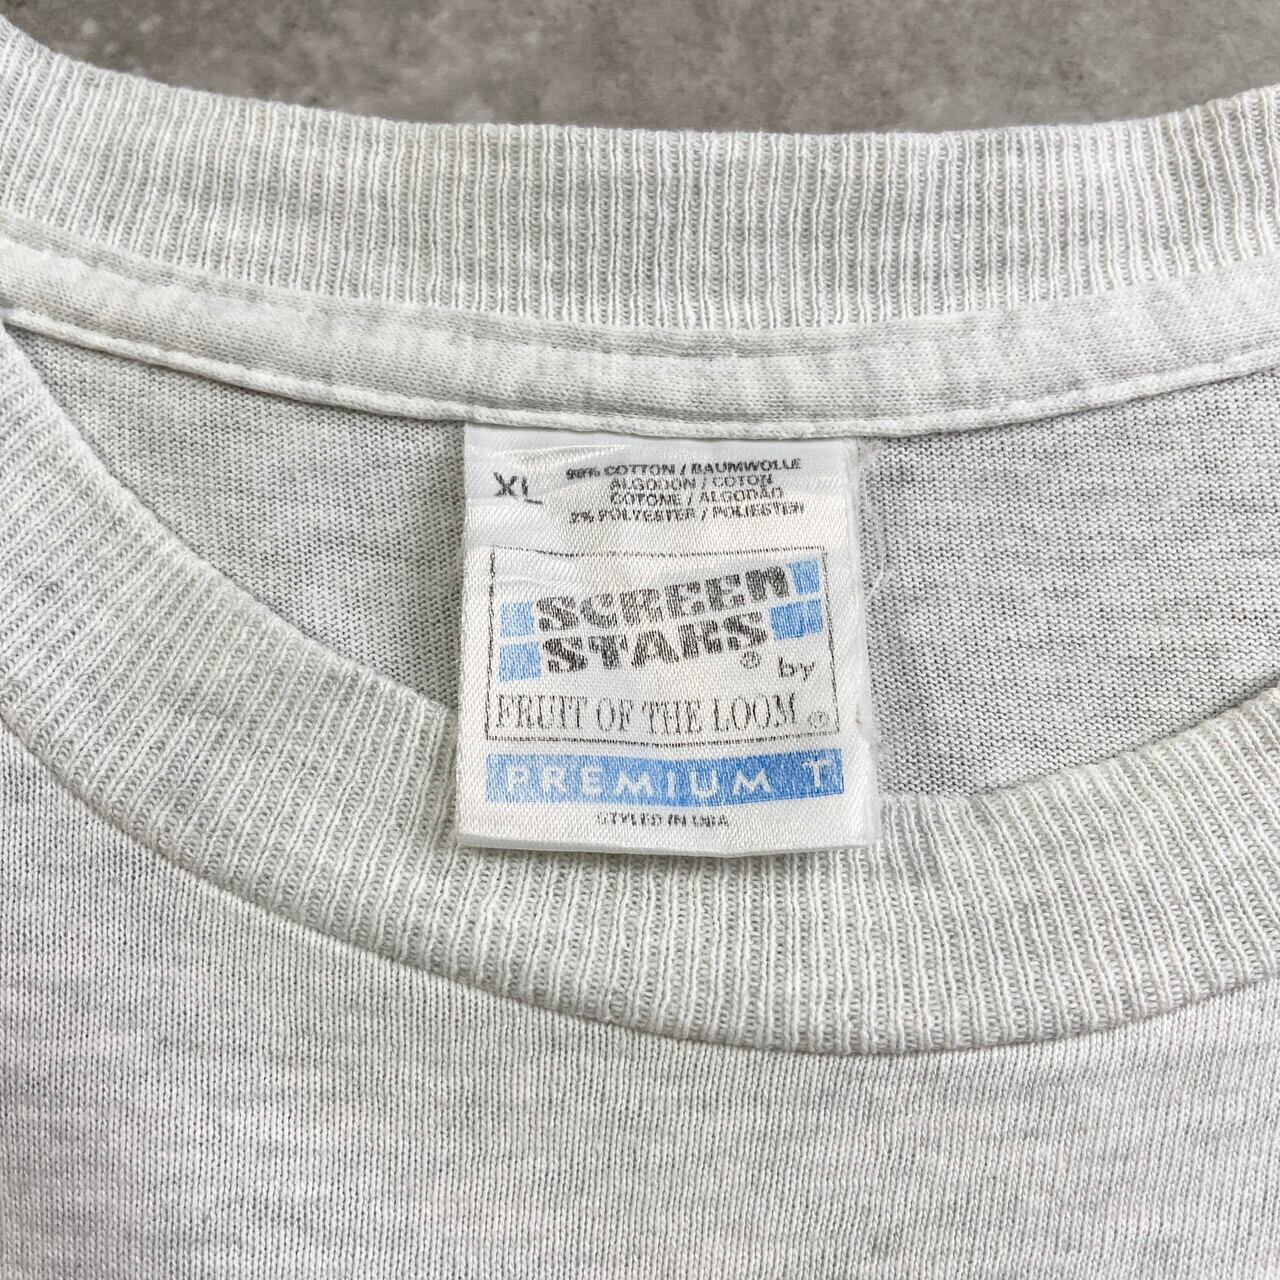 XL
98% COTTON / BAUMWOLLE
ALGODON / COTON
COTONE / ALGODÃO
2% POLYESTER / POLIESTER
SCREEN
STARS® by
FRUIT OF THE LOOM®
PREMIUM T
STYLED IN USA